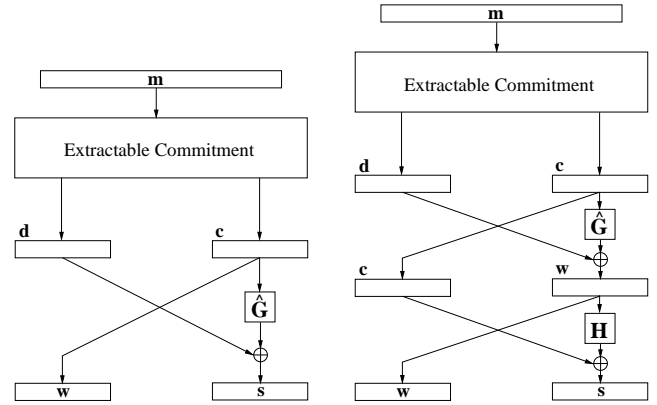 m
Extractable Commitment
d c
Ĝ
w s
m
Extractable Commitment
d c
Ĝ
c w
H
w s